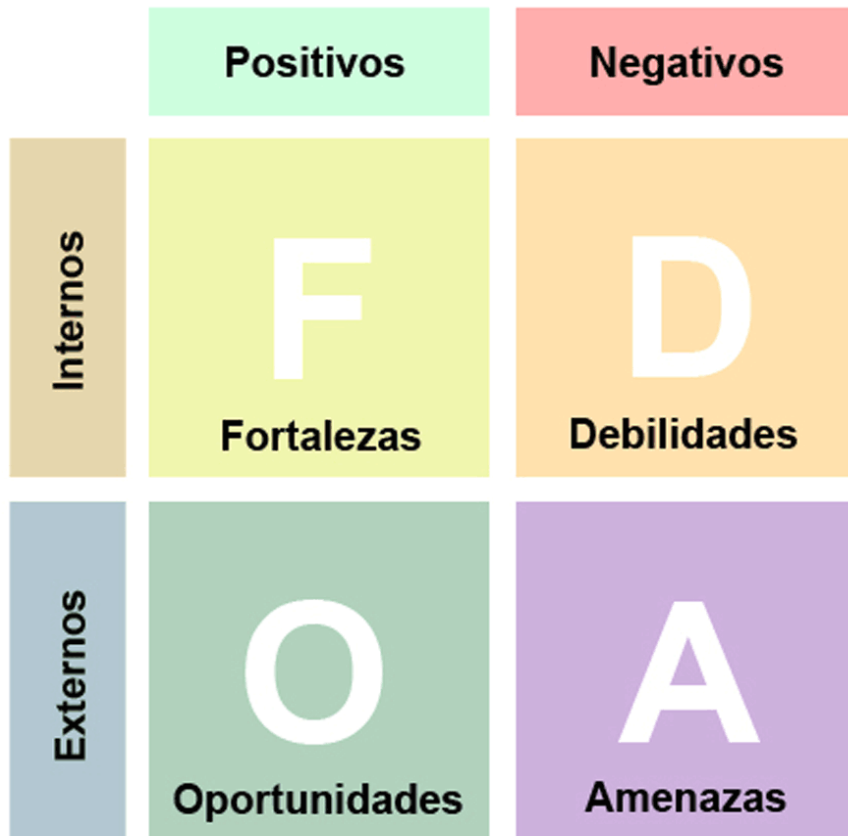 Positivos
Negativos
Internos
F
Fortalezas
D
Debilidades
Externos
O
Oportunidades
A
Amenazas